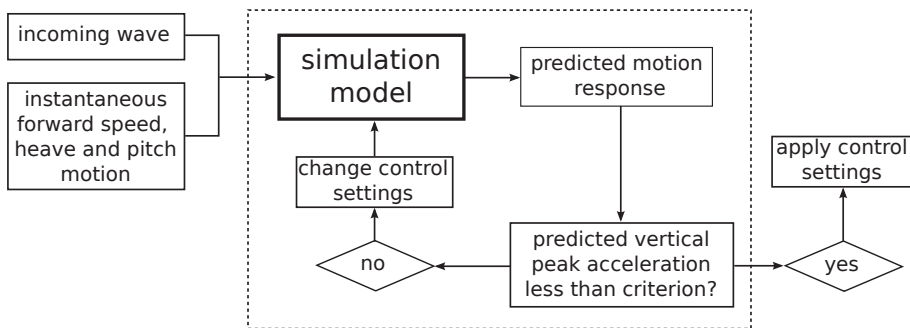 incoming wave
instantaneous
forward speed,
heave and pitch
motion
simulation
model
predicted motion
response
change control
settings
no
predicted vertical
peak acceleration
less than criterion?
yes
apply control
settings